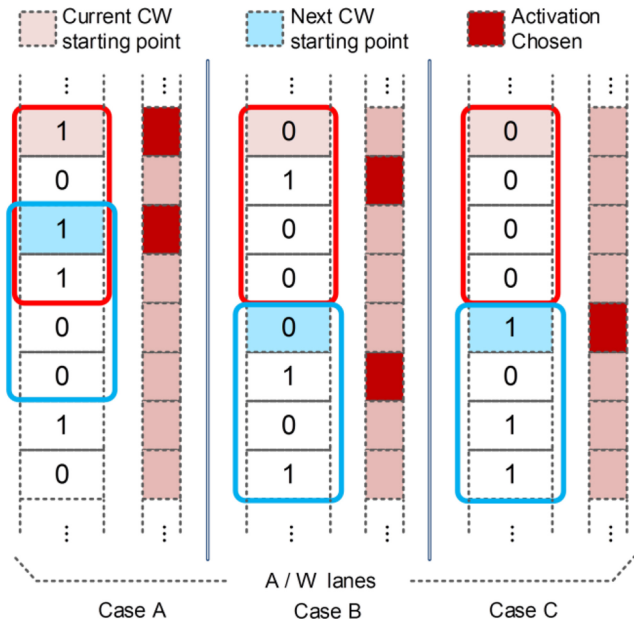 Current CW
starting point
Next CW
starting point
Activation
Chosen
... ... ... ... ... ...
1 0 0
0 1 0
1 0 0
1 0 0
0 0 1
0 1 0
1 0 1
0 1 1
... ... ... ... ... ...
A / W lanes
Case A Case B Case C